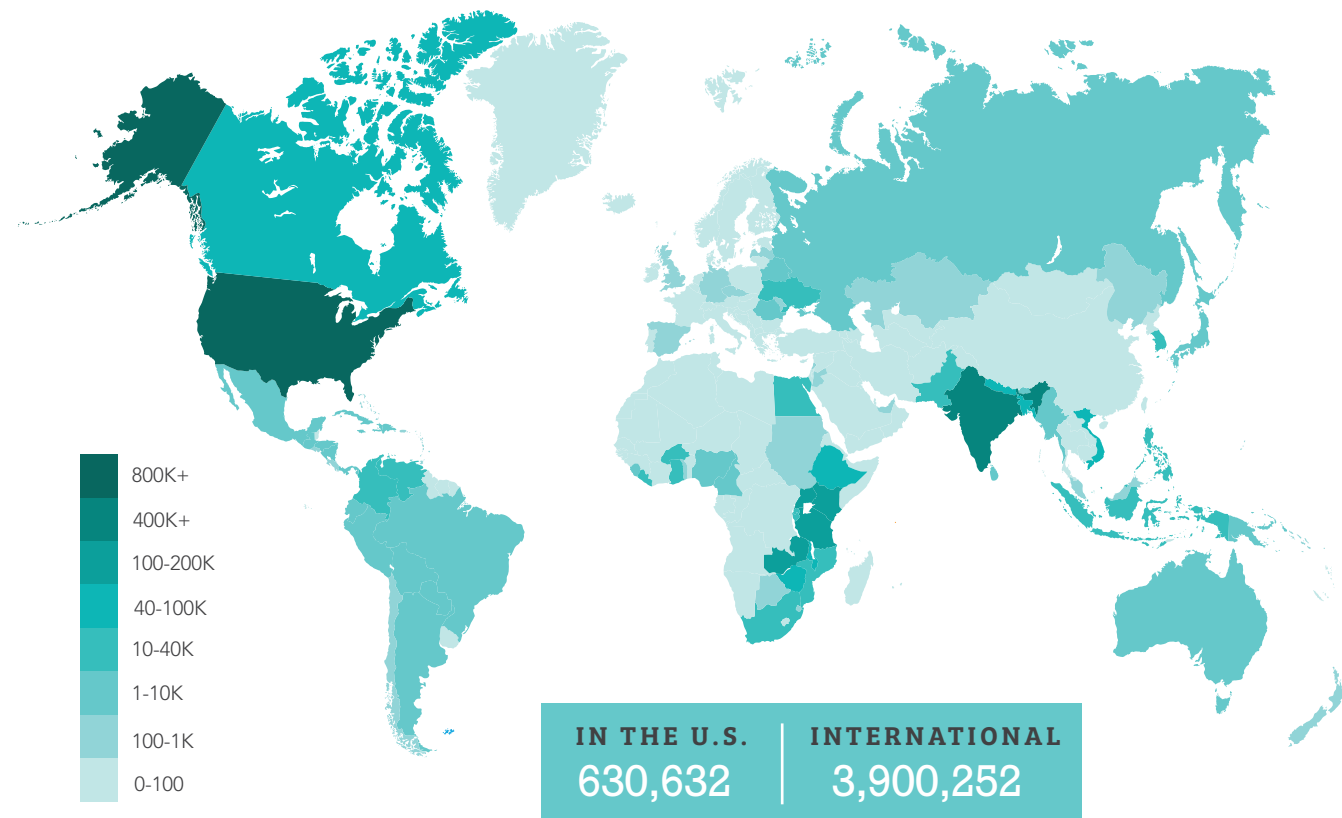 800K+
400K+
100-200K
40-100K
10-40K
1-10K
100-1K
0-100
IN THE U.S.
630,632
INTERNATIONAL
3,900,252